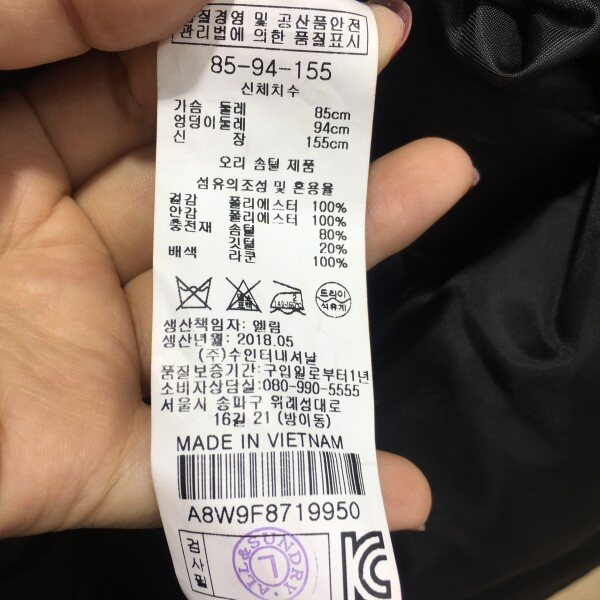 품질경영 및 공산품안전
관리법에 의한 품질표시
85-94-155
신체치수
가슴 둘레 85cm
엉덩이둘레 94cm
신 장 155cm
오리 솜털 제품
섬유의조성 및 혼용율
겉감 폴리에스터 100%
안감 폴리에스터 100%
충전재 솜털 80%
깃털 20%
배색 라쿤 100%
드라이
석유계
생산책임자: 엘림
생산년월: 2018.05
(주)수인터내셔날
품질보증기간: 구입일로부터1년
소비자상담실: 080-990-5555
서울시 송파구 위례성대로
16길 21 (방이동)
MADE IN VIETNAM
A8W9F8719950
검사필
ALL&SUNDRY
7
KC